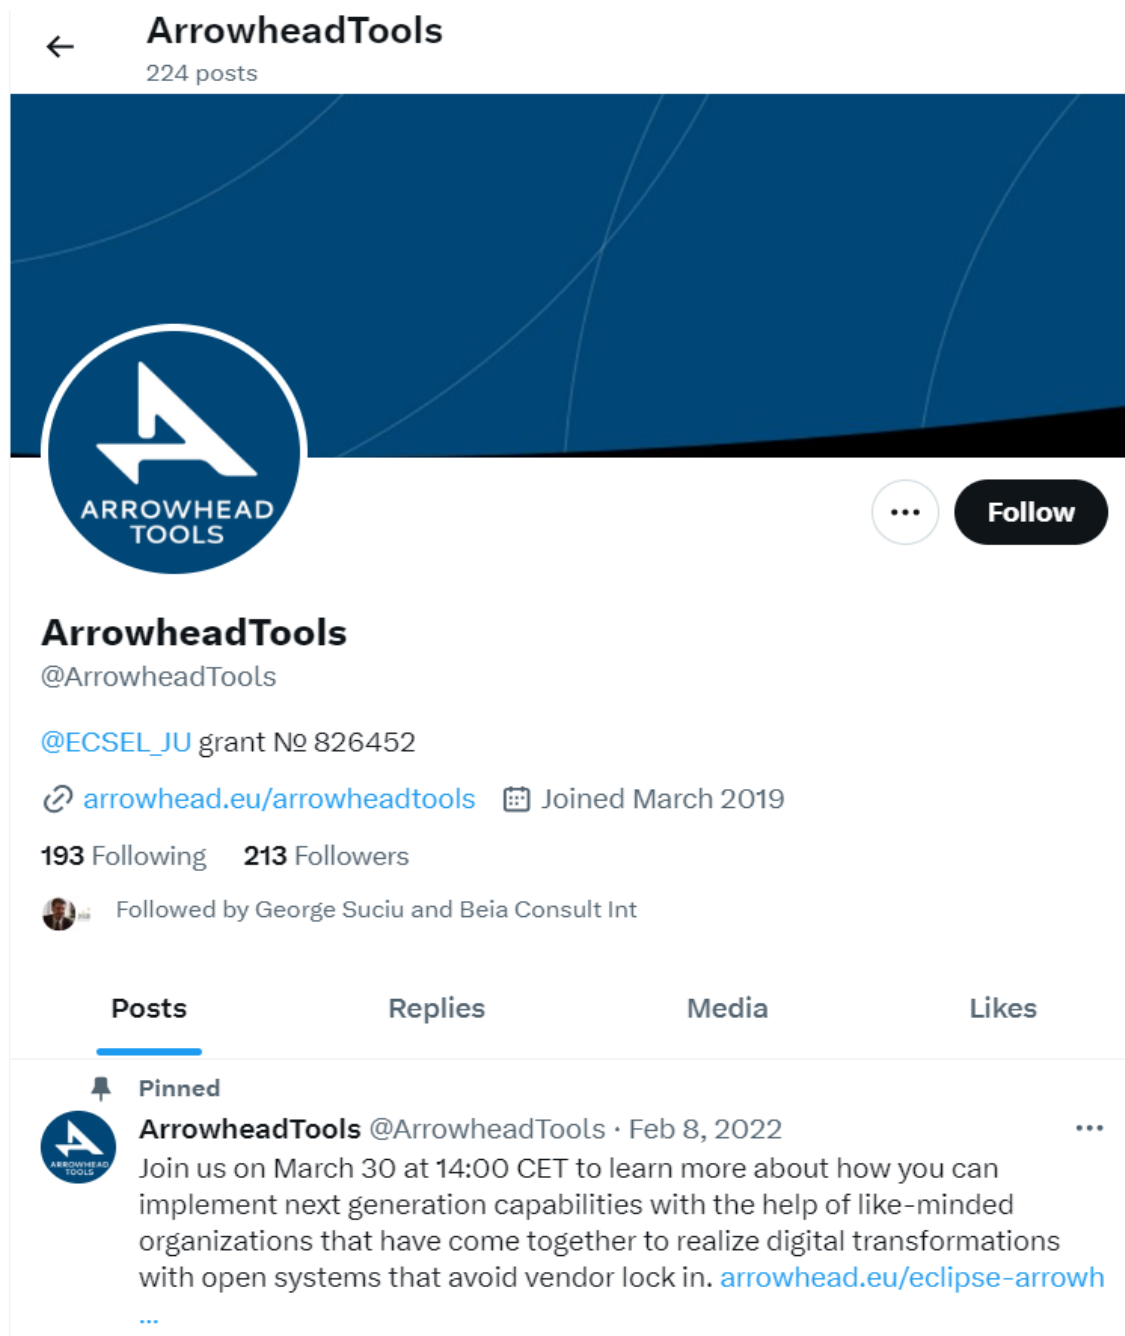 ArrowheadTools
224 posts
ARROWHEAD
TOOLS
Follow
ArrowheadTools
@ArrowheadTools
@ECSEL_JU grant № 826452
arrowhead.eu/arrowheadtools Joined March 2019
193 Following 213 Followers
Followed by George Suciu and Beia Consult Int
Posts Replies Media Likes
Pinned
ArrowheadTools @ArrowheadTools · Feb 8, 2022
ARROWHEAD
TOOLS
Join us on March 30 at 14:00 CET to learn more about how you can
implement next generation capabilities with the help of like-minded
organizations that have come together to realize digital transformations
with open systems that avoid vendor lock in. arrowhead.eu/eclipse-arrowh
...